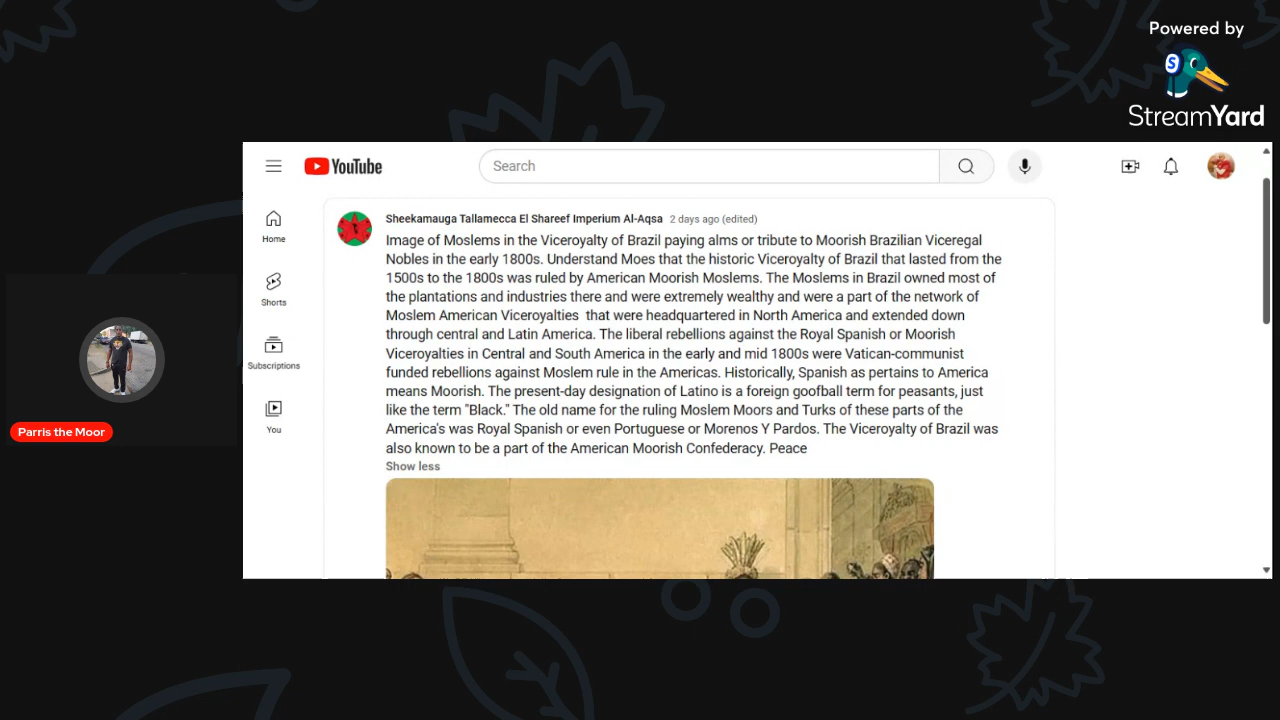 Powered by
S
StreamYard
YouTube
Search
Home
Shorts
Subscriptions
You
Sheekamauga Tallamecca El Shareef Imperium Al-Aqsa 2 days ago (edited)
Image of Moslems in the Viceroyalty of Brazil paying alms or tribute to Moorish Brazilian Viceregal
Nobles in the early 1800s. Understand Moes that the historic Viceroyalty of Brazil that lasted from the
1500s to the 1800s was ruled by American Moorish Moslems. The Moslems in Brazil owned most of
the plantations and industries there and were extremely wealthy and were a part of the network of
Moslem American Viceroyalties that were headquartered in North America and extended down
through central and Latin America. The liberal rebellions against the Royal Spanish or Moorish
Viceroyalties in Central and South America in the early and mid 1800s were Vatican-communist
funded rebellions against Moslem rule in the Americas. Historically, Spanish as pertains to America
means Moorish. The present-day designation of Latino is a foreign goofball term for peasants, just
like the term "Black." The old name for the ruling Moslem Moors and Turks of these parts of the
America's was Royal Spanish or even Portuguese or Morenos Y Pardos. The Viceroyalty of Brazil was
also known to be a part of the American Moorish Confederacy. Peace
Show less
Parris the Moor